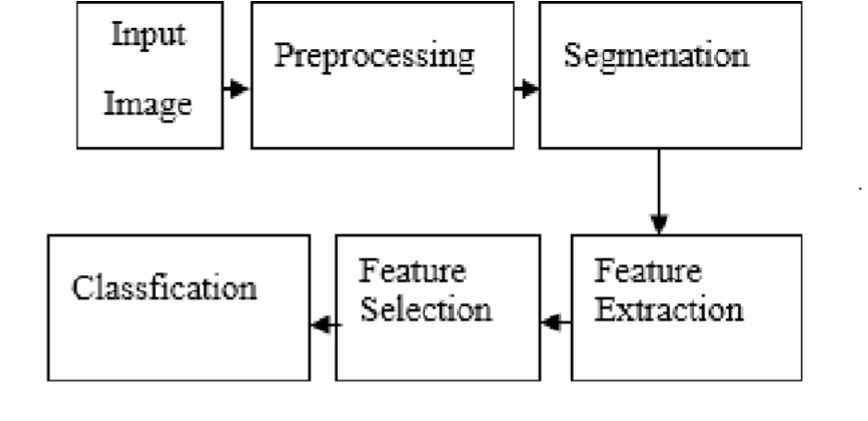 Input
Image
Preprocessing
Segmenation
Feature
Extraction
Feature
Selection
Classfication